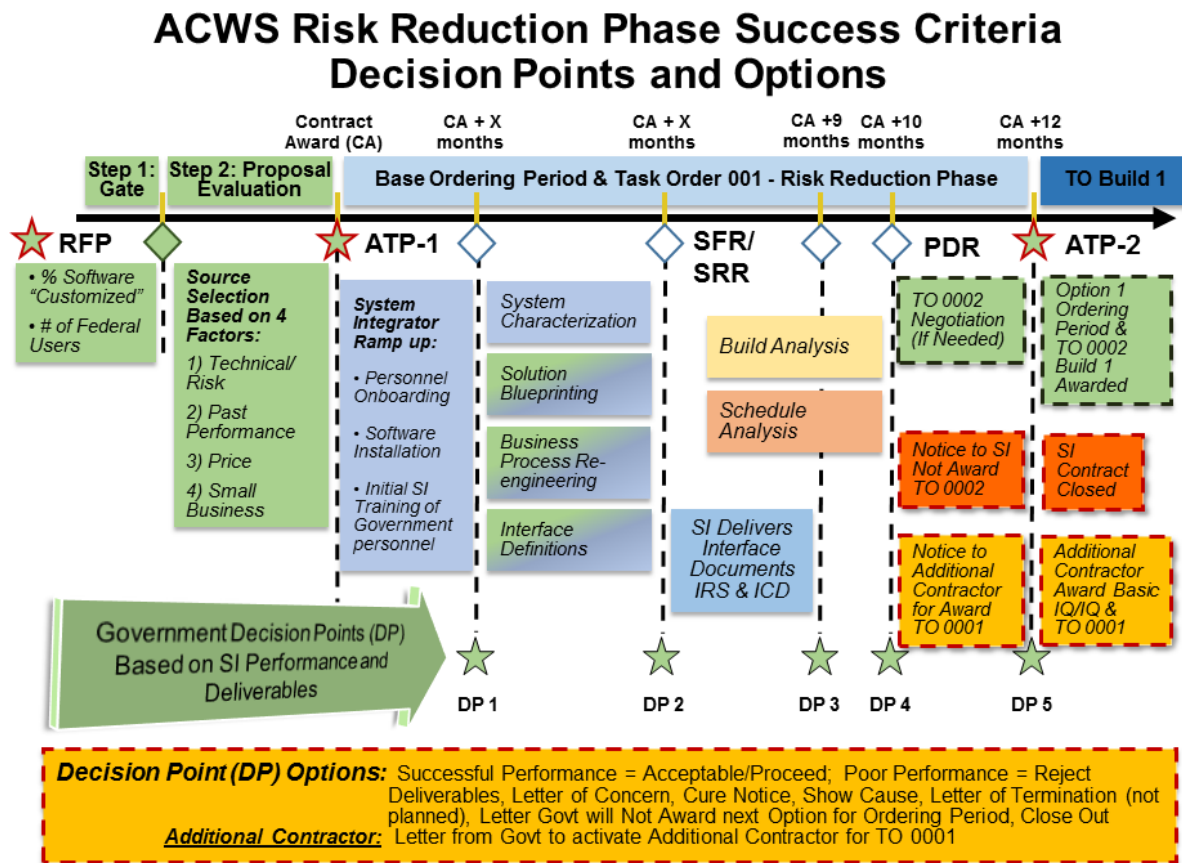 ACWS Risk Reduction Phase Success Criteria
Decision Points and Options
Contract
Award (CA)
CA + X
months
CA + X
months
CA +9
months
CA +10
months
CA +12
months
Step 1:
Gate
Step 2: Proposal
Evaluation
Base Ordering Period & Task Order 001 - Risk Reduction Phase
TO Build 1
RFP
ATP-1
SFR/
SRR
PDR
ATP-2
• % Software
“Customized”
• # of Federal
Users
Source
Selection
Based on 4
Factors:
1) Technical/
Risk
2) Past
Performance
3) Price
4) Small
Business
System
Integrator
Ramp up:
• Personnel
Onboarding
• Software
Installation
• Initial SI
Training of
Government
personnel
System
Characterization
Solution
Blueprinting
Business
Process Re-
engineering
Interface
Definitions
Build Analysis
Schedule
Analysis
SI Delivers
Interface
Documents
IRS & ICD
TO 0002
Negotiation
(If Needed)
Notice to SI
Not Award
TO 0002
Notice to
Additional
Contractor
for Award
TO 0001
Option 1
Ordering
Period &
TO 0002
Build 1
Awarded
SI
Contract
Closed
Additional
Contractor
Award Basic
IQ/IQ &
TO 0001
Government Decision Points (DP)
Based on SI Performance and
Deliverables
DP 1
DP 2
DP 3
DP 4
DP 5
Decision Point (DP) Options: Successful Performance = Acceptable/Proceed; Poor Performance = Reject
Deliverables, Letter of Concern, Cure Notice, Show Cause, Letter of Termination (not
planned), Letter Govt will Not Award next Option for Ordering Period, Close Out
Additional Contractor: Letter from Govt to activate Additional Contractor for TO 0001